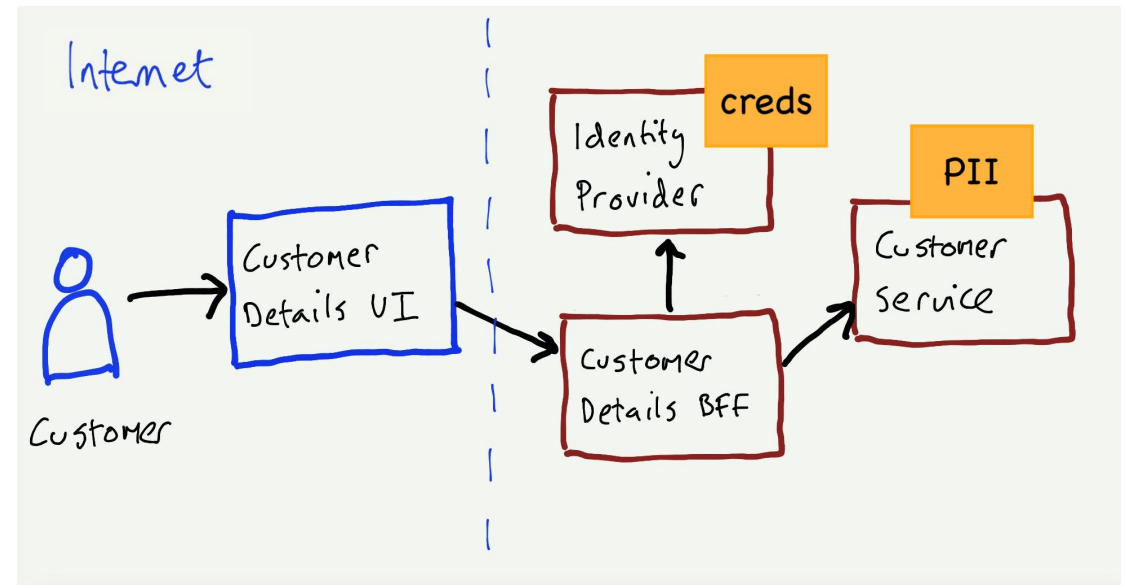 Internet
creds
Identity
Provider
PII
Customer
Service
Customer
Details UI
Customer
Details BFF
Customer